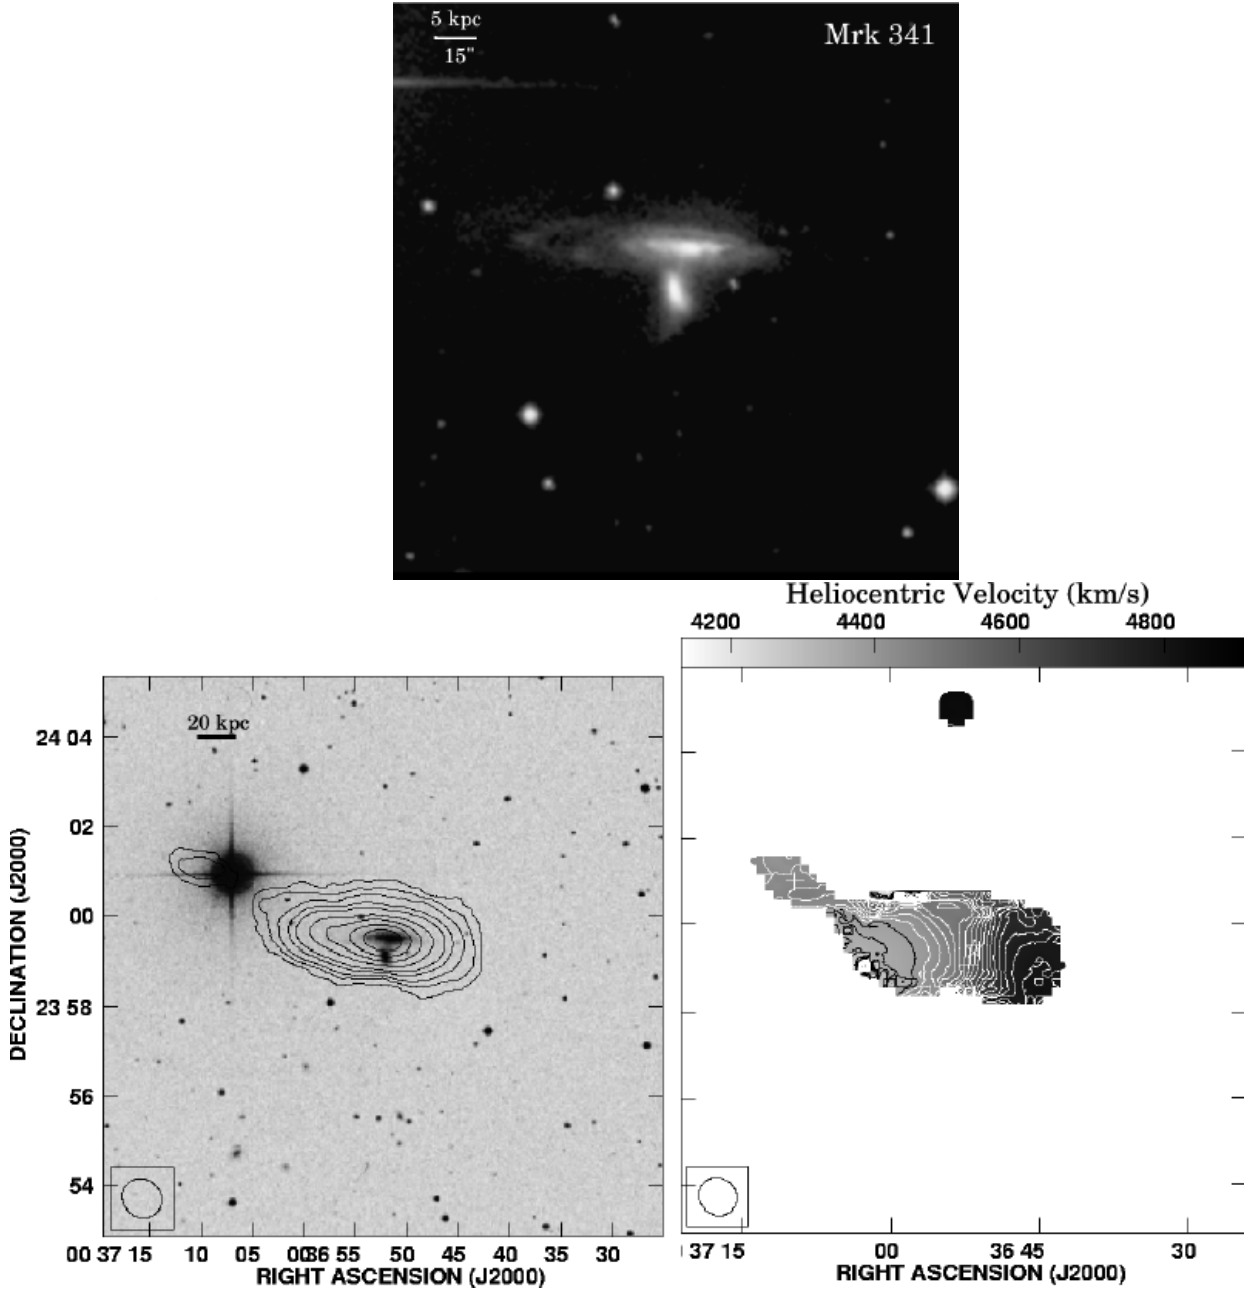 5 kpc
15"
Mrk 341
Heliocentric Velocity (km/s)
4200 4400 4600 4800
20 kpc
24 04
02
00
23 58
56
54
DECLINATION (J2000)
00 37 15 10 05 0036 55 50 45 40 35 30
RIGHT ASCENSION (J2000)
37 15 00 36 45 30
RIGHT ASCENSION (J2000)